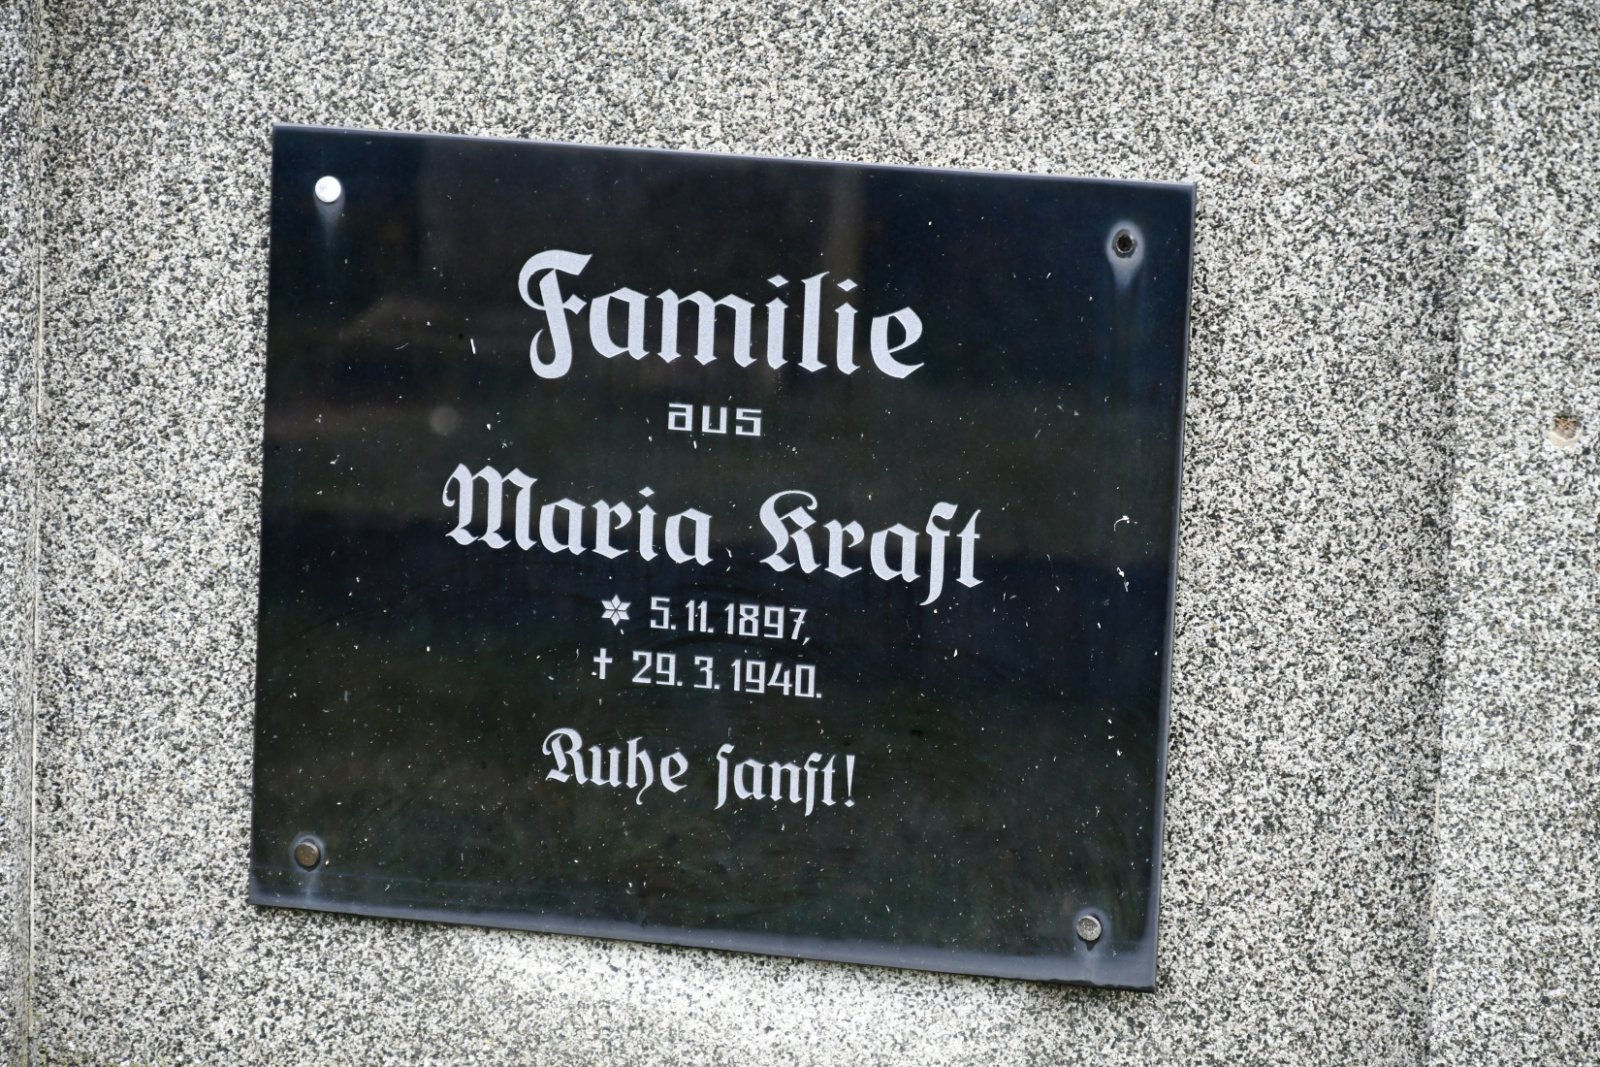 Familie
aus
Maria Kraft
✲ 5. 11. 1897,
† 29. 3. 1940.
Ruhe sanft!